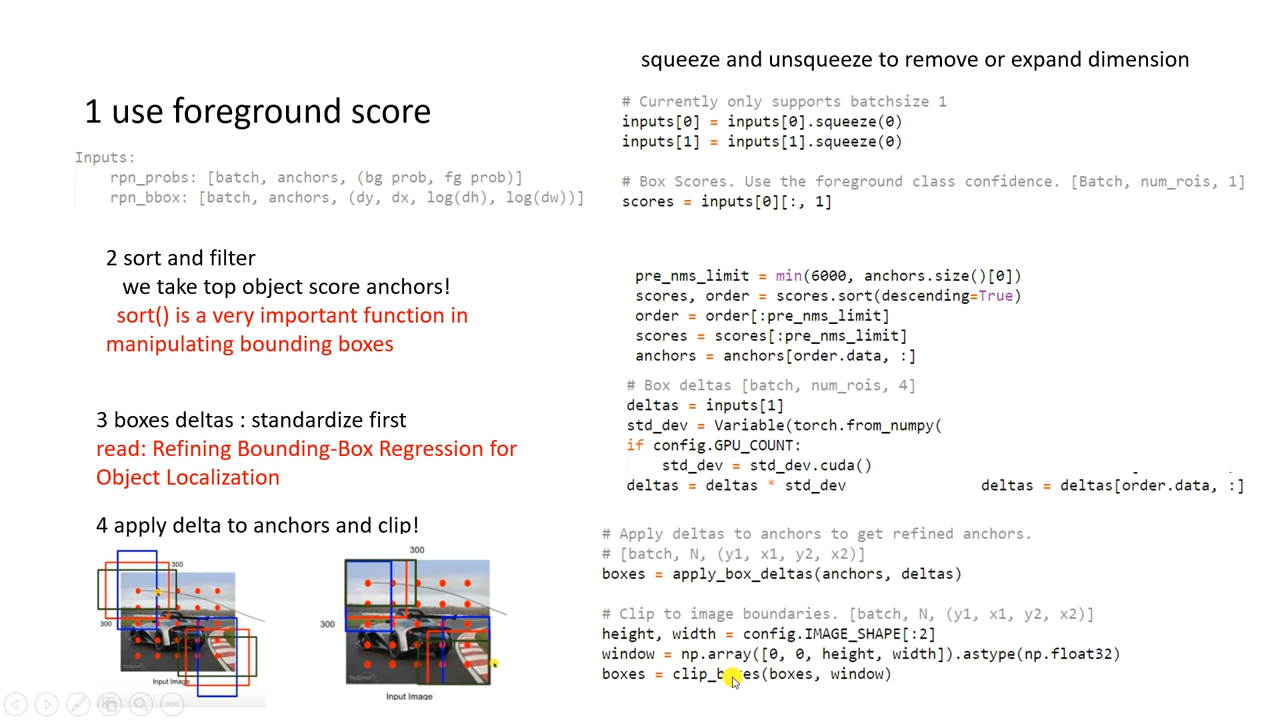 squeeze and unsqueeze to remove or expand dimension
1 use foreground score
Inputs:
rpn_probs: [batch, anchors, (bg prob, fg prob)]
rpn_bbox: [batch, anchors, (dy, dx, log(dh), log(dw))]
# Currently only supports batchsize 1
inputs[0] = inputs[0].squeeze(0)
inputs[1] = inputs[1].squeeze(0)
# Box Scores. Use the foreground class confidence. [Batch, num_rois, 1]
scores = inputs[0][:, 1]
2 sort and filter
we take top object score anchors!
sort() is a very important function in
manipulating bounding boxes
pre_nms_limit = min(6000, anchors.size()[0])
scores, order = scores.sort(descending=True)
order = order[:pre_nms_limit]
scores = scores[:pre_nms_limit]
anchors = anchors[order.data, :]
3 boxes deltas : standardize first
read: Refining Bounding-Box Regression for
Object Localization
# Box deltas [batch, num_rois, 4]
deltas = inputs[1]
std_dev = Variable(torch.from_numpy(
if config.GPU_COUNT:
std_dev = std_dev.cuda()
deltas = deltas * std_dev
deltas = deltas[order.data, :]
4 apply delta to anchors and clip!
300
300
Input Image
300
300
Input Image
# Apply deltas to anchors to get refined anchors.
# [batch, N, (y1, x1, y2, x2)]
boxes = apply_box_deltas(anchors, deltas)
# Clip to image boundaries. [batch, N, (y1, x1, y2, x2)]
height, width = config.IMAGE_SHAPE[:2]
window = np.array([0, 0, height, width]).astype(np.float32)
boxes = clip_boxes(boxes, window)